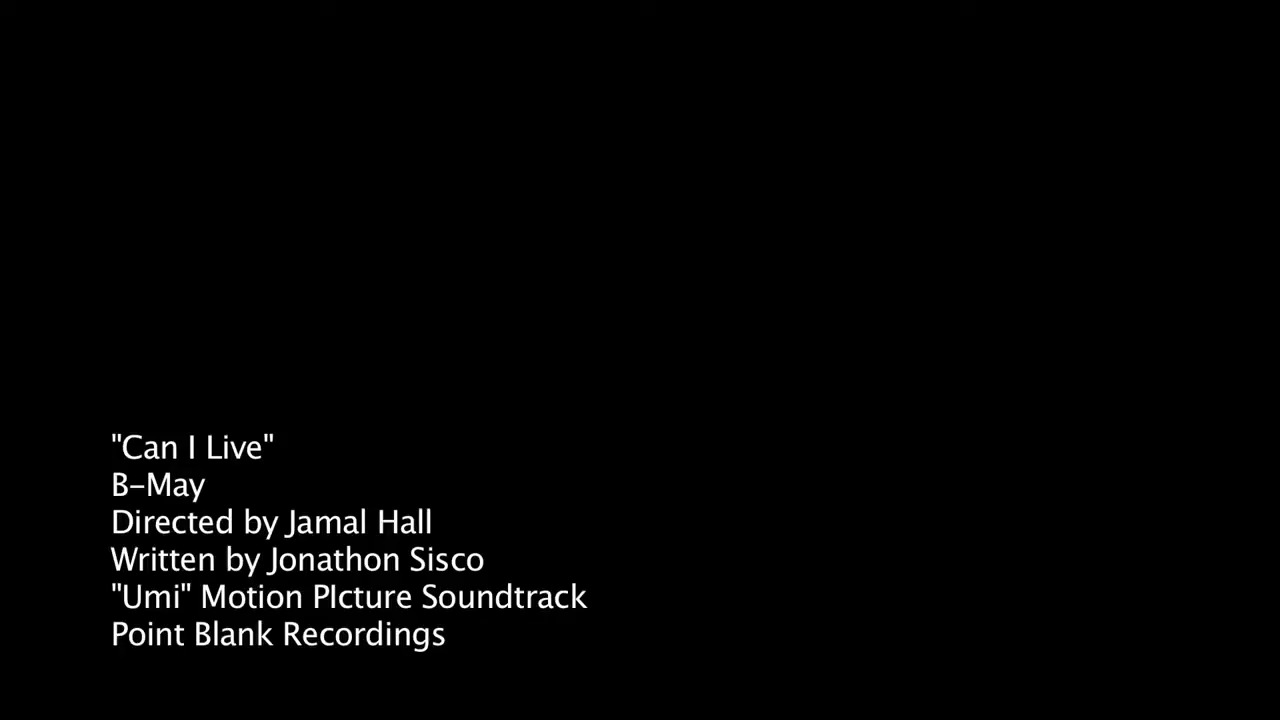 "Can I Live"
B-May
Directed by Jamal Hall
Written by Jonathon Sisco
"Umi" Motion PIcture Soundtrack
Point Blank Recordings